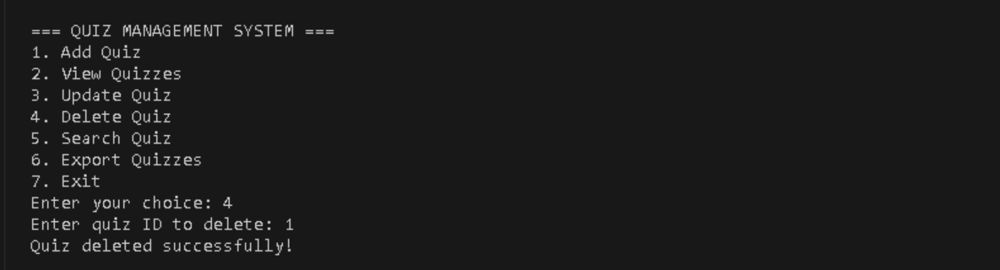 === QUIZ MANAGEMENT SYSTEM ===
1. Add Quiz
2. View Quizzes
3. Update Quiz
4. Delete Quiz
5. Search Quiz
6. Export Quizzes
7. Exit
Enter your choice: 4
Enter quiz ID to delete: 1
Quiz deleted successfully!